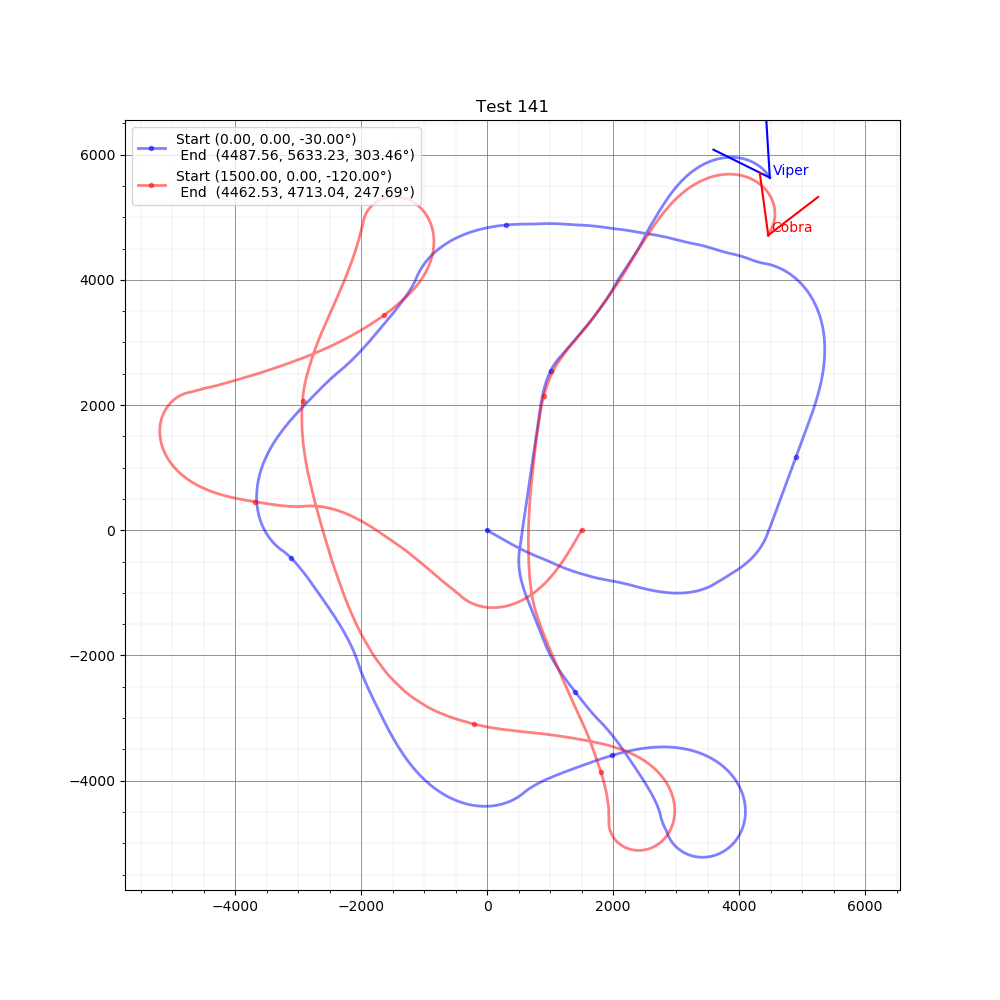 Test 141
Start (0.00, 0.00, -30.00°)
End (4487.56, 5633.23, 303.46°)
Start (1500.00, 0.00, -120.00°)
End (4462.53, 4713.04, 247.69°)
Viper
Cobra
6000
4000
2000
0
−2000
−4000
−4000
−2000
0
2000
4000
6000